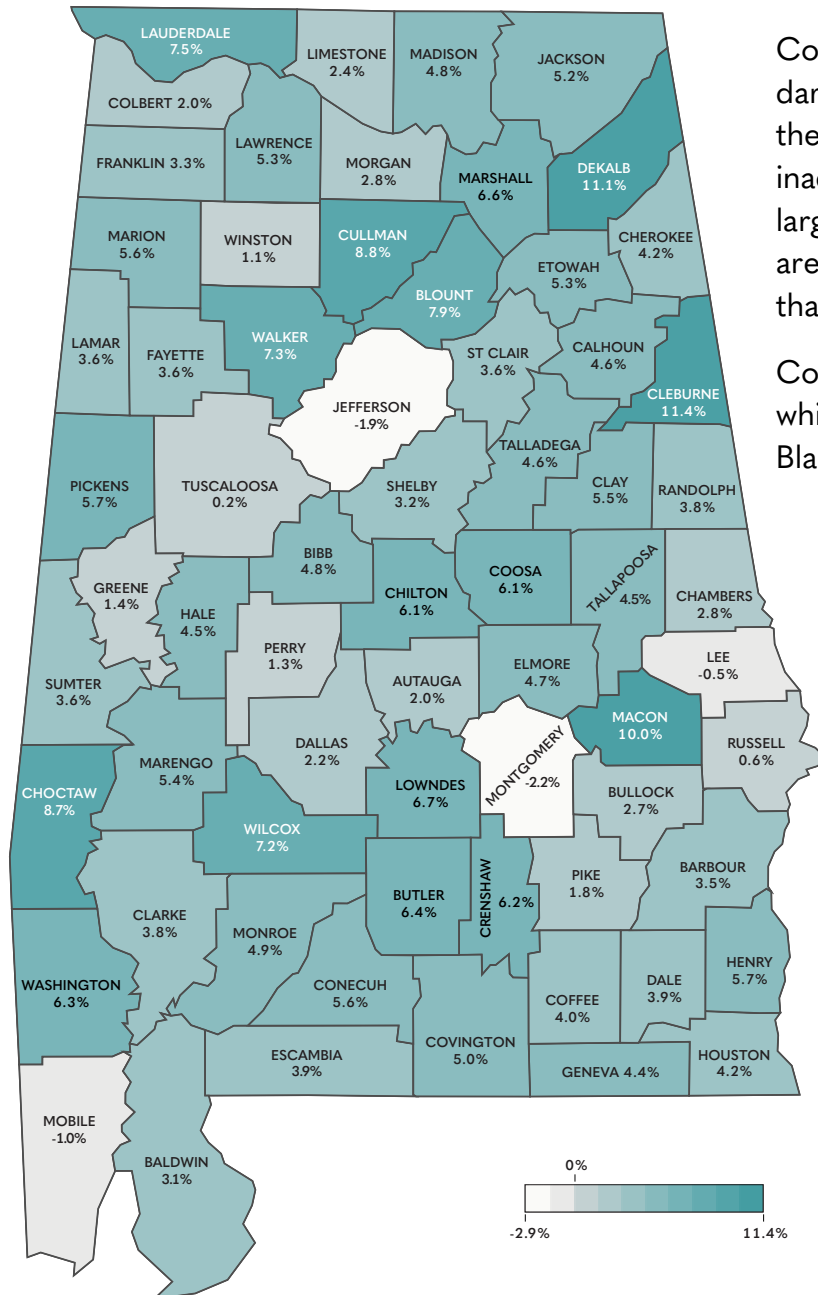 LAUDERDALE
7.5%
LIMESTONE
2.4%
MADISON
4.8%
JACKSON
5.2%
COLBERT 2.0%
LAWRENCE
5.3%
FRANKLIN 3.3%
MORGAN
2.8%
MARSHALL
6.6%
DEKALB
11.1%
MARION
5.6%
WINSTON
1.1%
CULLMAN
8.8%
CHEROKEE
4.2%
ETOWAH
5.3%
BLOUNT
7.9%
LAMAR
3.6%
FAYETTE
3.6%
WALKER
7.3%
ST CLAIR
3.6%
CALHOUN
4.6%
CLEBURNE
11.4%
JEFFERSON
-1.9%
TALLADEGA
4.6%
PICKENS
5.7%
TUSCALOOSA
0.2%
SHELBY
3.2%
CLAY
5.5%
RANDOLPH
3.8%
BIBB
4.8%
CHILTON
6.1%
COOSA
6.1%
TALLAPOOSA
4.5%
CHAMBERS
2.8%
GREENE
1.4%
HALE
4.5%
PERRY
1.3%
LEE
-0.5%
SUMTER
3.6%
AUTAUGA
2.0%
ELMORE
4.7%
MACON
10.0%
RUSSELL
0.6%
MARENGO
5.4%
DALLAS
2.2%
MONTGOMERY
-2.2%
CHOCTAW
8.7%
LOWNDES
6.7%
BULLOCK
2.7%
WILCOX
7.2%
CLARKE
3.8%
BUTLER
6.4%
CRENSHAW
6.2%
PIKE
1.8%
BARBOUR
3.5%
MONROE
4.9%
WASHINGTON
6.3%
CONECUH
5.6%
COFFEE
4.0%
DALE
3.9%
HENRY
5.7%
ESCAMBIA
3.9%
COVINGTON
5.0%
GENEVA 4.4%
HOUSTON
4.2%
MOBILE
-1.0%
BALDWIN
3.1%
0%
-2.9%
11.4%
Co
dar
the
inac
larg
are
tha
Co
whi
Bla